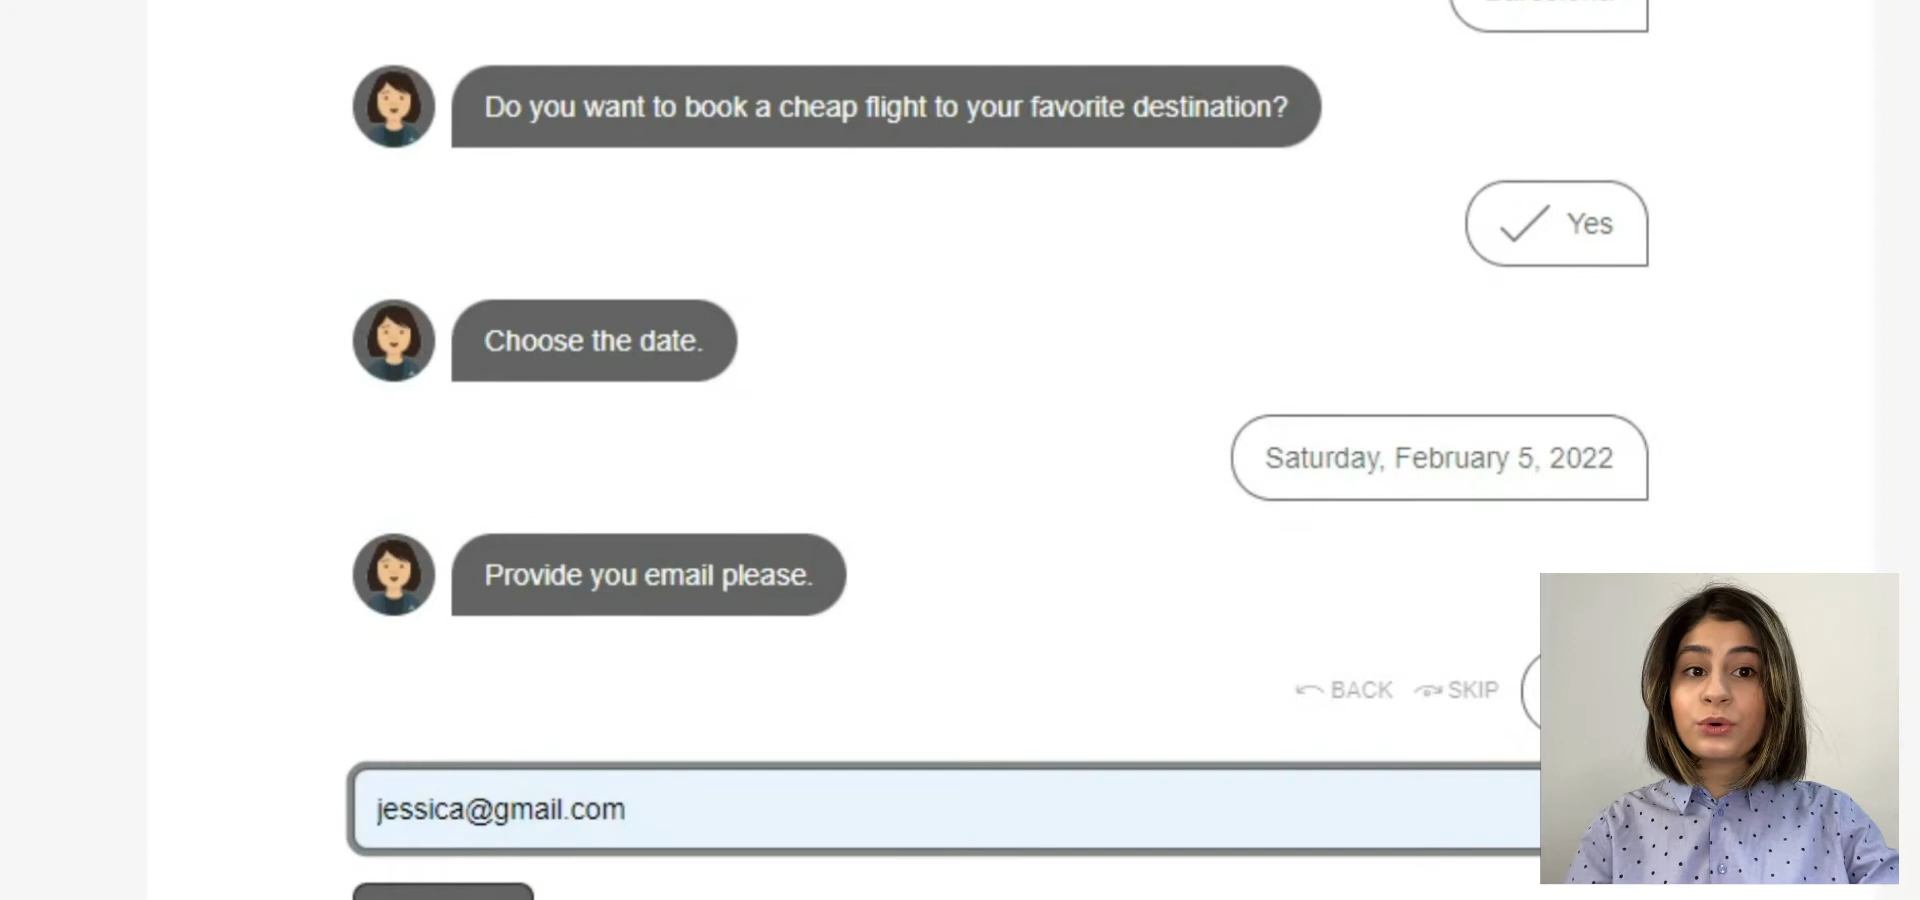 Do you want to book a cheap flight to your favorite destination?
Yes
Choose the date.
Saturday, February 5, 2022
Provide you email please.
BACK SKIP
jessica@gmail.com